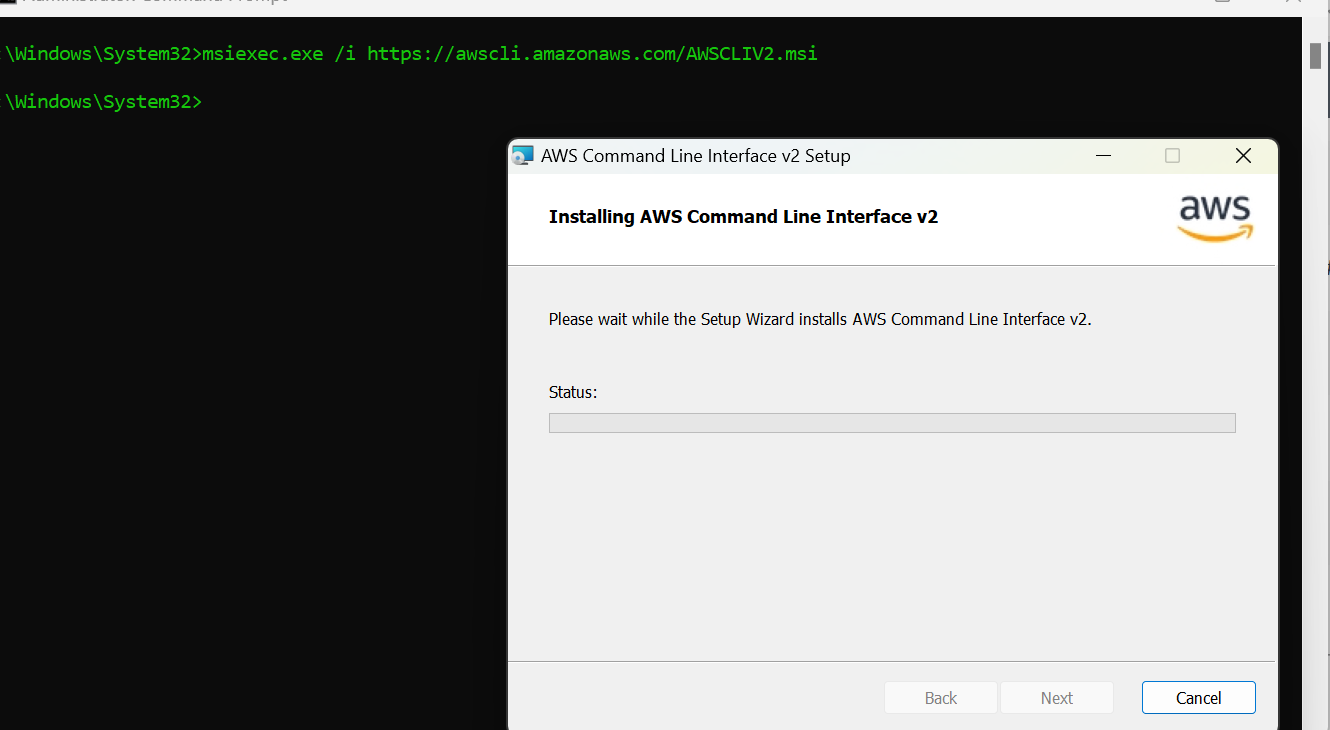 :\Windows\System32>msiexec.exe /i https://awscli.amazonaws.com/AWSCLIV2.msi
:\Windows\System32>
AWS Command Line Interface v2 Setup
Installing AWS Command Line Interface v2
aws
Please wait while the Setup Wizard installs AWS Command Line Interface v2.
Status:
Back Next Cancel